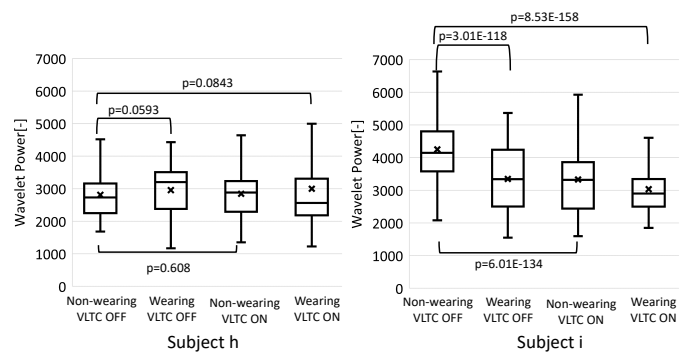 p=8.53E-158
p=3.01E-118
7000
6000
5000
4000
3000
2000
1000
0
Wavelet Power[-]
p=0.0843
p=0.0593
p=0.608
Non-wearing
VLTC OFF
Wearing
VLTC OFF
Non-wearing
VLTC ON
Wearing
VLTC ON
Subject h
7000
6000
5000
4000
3000
2000
1000
0
Wavelet Power[-]
p=6.01E-134
Non-wearing
VLTC OFF
Wearing
VLTC OFF
Non-wearing
VLTC ON
Wearing
VLTC ON
Subject i